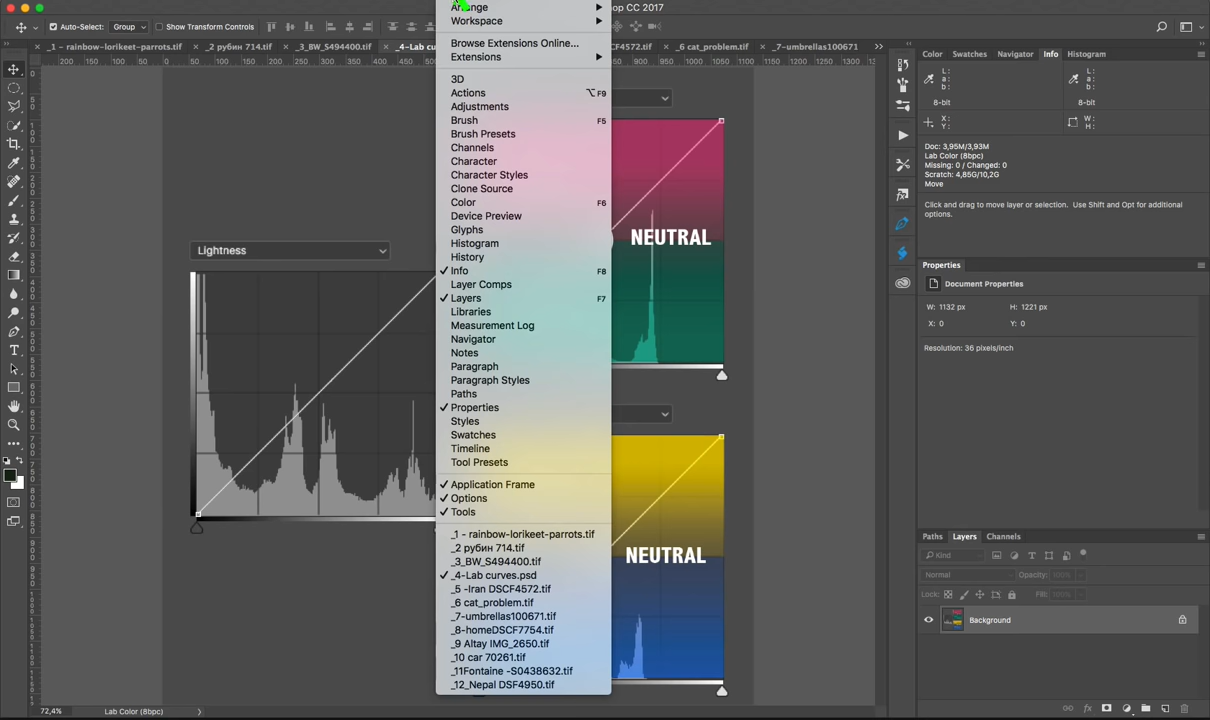 Arrange
op CC 2017
Workspace
Auto-Select:
Group
Show Transform Controls
Browse Extensions Online...
_1 - rainbow-lorikeet-parrots.tif
_2 рубин 714.tif
_3_BW_S494400.tif
_4-Lab cu
CF4572.tif
_6 cat_problem.tif
_7-umbrellas100671
Extensions
3D
Actions ⌥F9
Adjustments
Brush F5
Brush Presets
Channels
Character
Character Styles
Clone Source
Color F6
Device Preview
Glyphs
Histogram
History
Info F8
Layer Comps
Layers F7
Libraries
Measurement Log
Navigator
Notes
Paragraph
Paragraph Styles
Paths
Properties
Styles
Swatches
Timeline
Tool Presets
Application Frame
Options
Tools
_1 - rainbow-lorikeet-parrots.tif
_2 рубин 714.tif
_3_BW_S494400.tif
_4-Lab curves.psd
_5 -Iran DSCF4572.tif
_6 cat_problem.tif
_7-umbrellas100671.tif
_8-homeDSCF7754.tif
_9 Altay IMG_2650.tif
_10 car 70261.tif
_11Fontaine -S0438632.tif
_12_Nepal DSF4950.tif
Lightness
NEUTRAL
NEUTRAL
Color Swatches Navigator Info Histogram
L: L:
a: a:
b: b:
8-bit 8-bit
X: W:
Y: H:
Doc: 3,95M/3,93M
Lab Color (8bpc)
Missing: 0 / Changed: 0
Scratch: 4,85G/10,2G
Move
Click and drag to move layer or selection. Use Shift and Opt for additional
options.
Properties
Document Properties
W: 1132 px H: 1221 px
X: 0 Y: 0
Resolution: 36 pixels/inch
Paths Layers Channels
Kind
Normal Opacity: 100%
Lock: Fill: 100%
Background
72,4% Lab Color (8bpc)